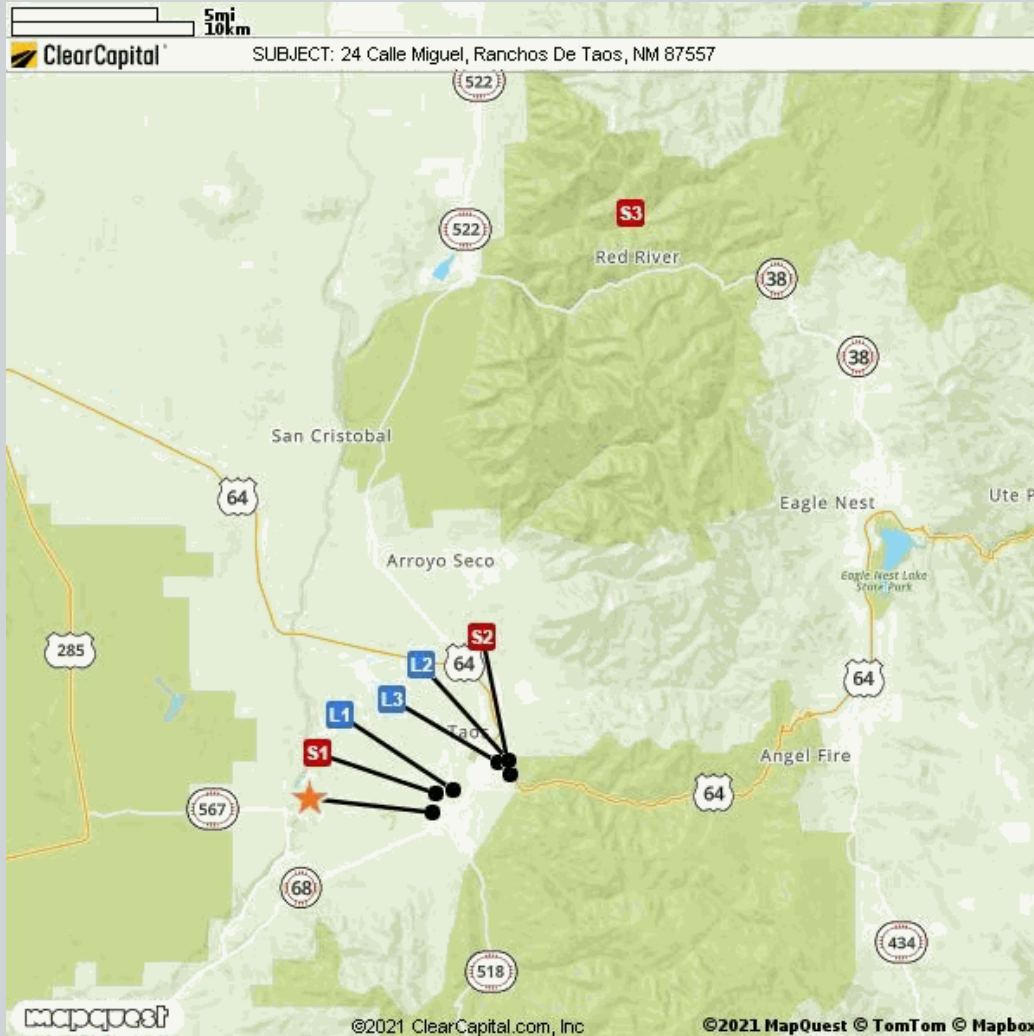 5mi
10km
ClearCapital
SUBJECT: 24 Calle Miguel, Ranchos De Taos, NM 87557
522
S3
522
Red River
38
38
San Cristobal
64
Eagle Nest
Ute P
Arroyo Seco
Eagle Nest Lake
State Park
S2
285
L2
64
64
L3
L1
Taos
S1
Angel Fire
64
567
68
434
518
mapquest
©2021 ClearCapital.com, Inc
©2021 MapQuest © TomTom © Mapbox